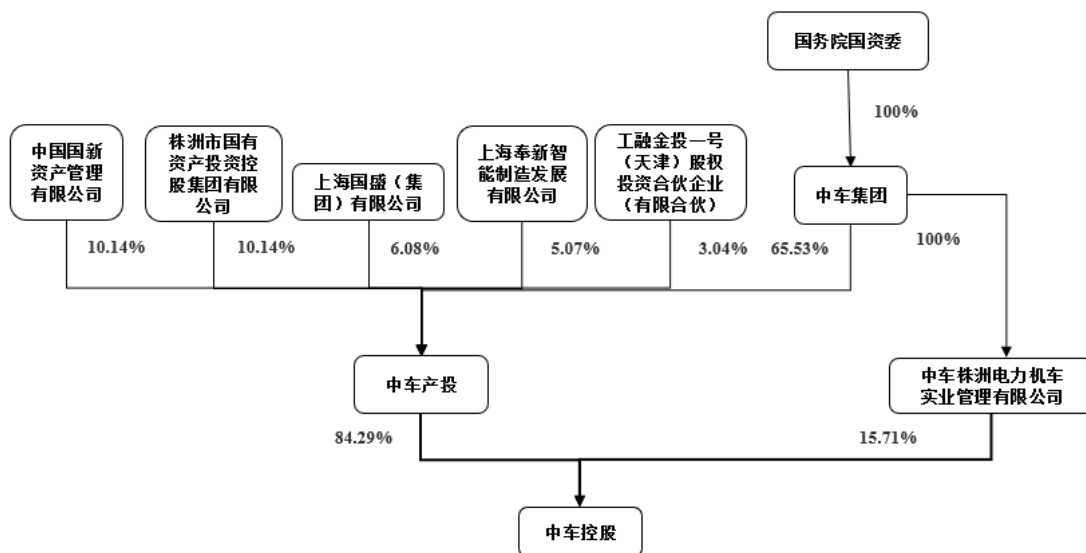 国务院国资委
100%
中国国新
资产管理
有限公司
株洲市国有
资产投资控
股集团有限
公司
上海国盛（集
团）有限公司
上海奉新智
能制造发展
有限公司
工融金投一号
（天津）股权
投资合伙企业
（有限合伙）
中车集团
10.14%
10.14%
6.08%
5.07%
3.04%
65.53%
100%
中车产投
中车株洲电力机车
实业管理有限公司
84.29%
15.71%
中车控股